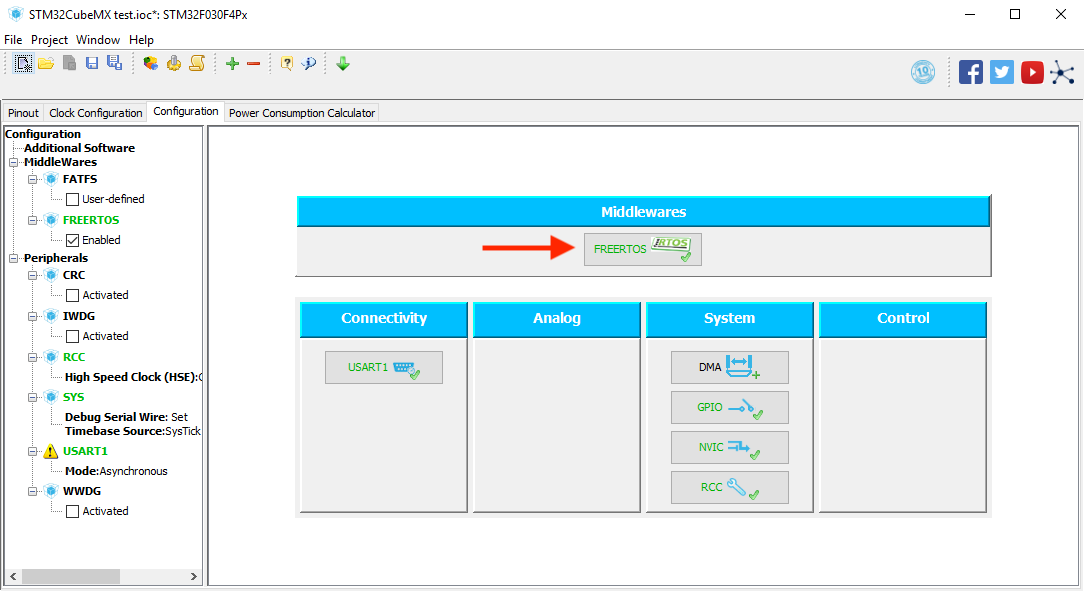 STM32CubeMX test.ioc*: STM32F030F4Px
File Project Window Help
10
Pinout Clock Configuration Configuration Power Consumption Calculator
Configuration
Additional Software
MiddleWares
FATFS
User-defined
FREERTOS
Enabled
Peripherals
CRC
Activated
IWDG
Activated
RCC
High Speed Clock (HSE):
SYS
Debug Serial Wire: Set
Timebase Source:SysTick
USART1
Mode:Asynchronous
WWDG
Activated
Middlewares
FREERTOS RTOS
Connectivity Analog System Control
USART1 DMA
GPIO
NVIC
RCC